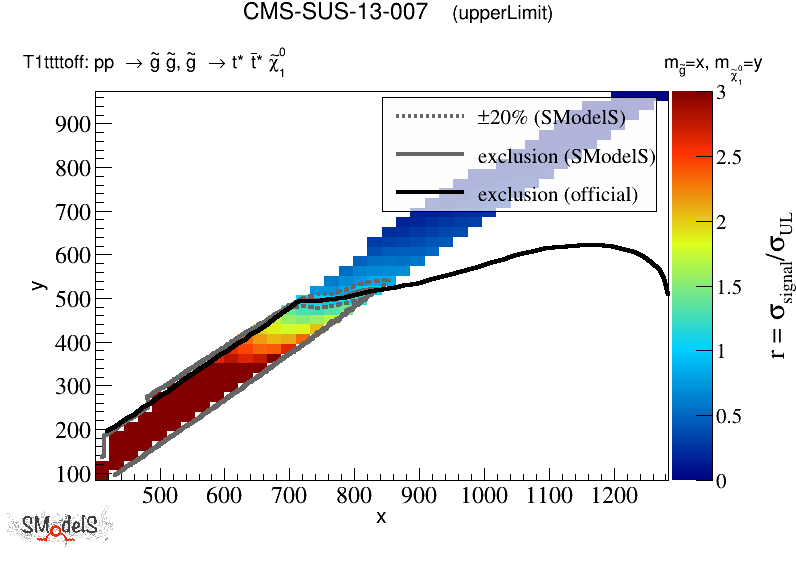 CMS-SUS-13-007 (upperLimit)
T1ttttoff: pp → g̃ g̃, g̃ → t* t̄* χ̃₁⁰
m_g̃=x, m_χ̃₁⁰=y
±20% (SModelS)
exclusion (SModelS)
exclusion (official)
900
800
700
600
500
400
300
200
100
y
500
600
700
800
900
1000
1100
1200
x
3
2.5
2
1.5
1
0.5
0
r = σ_signal/σ_UL
SModelS